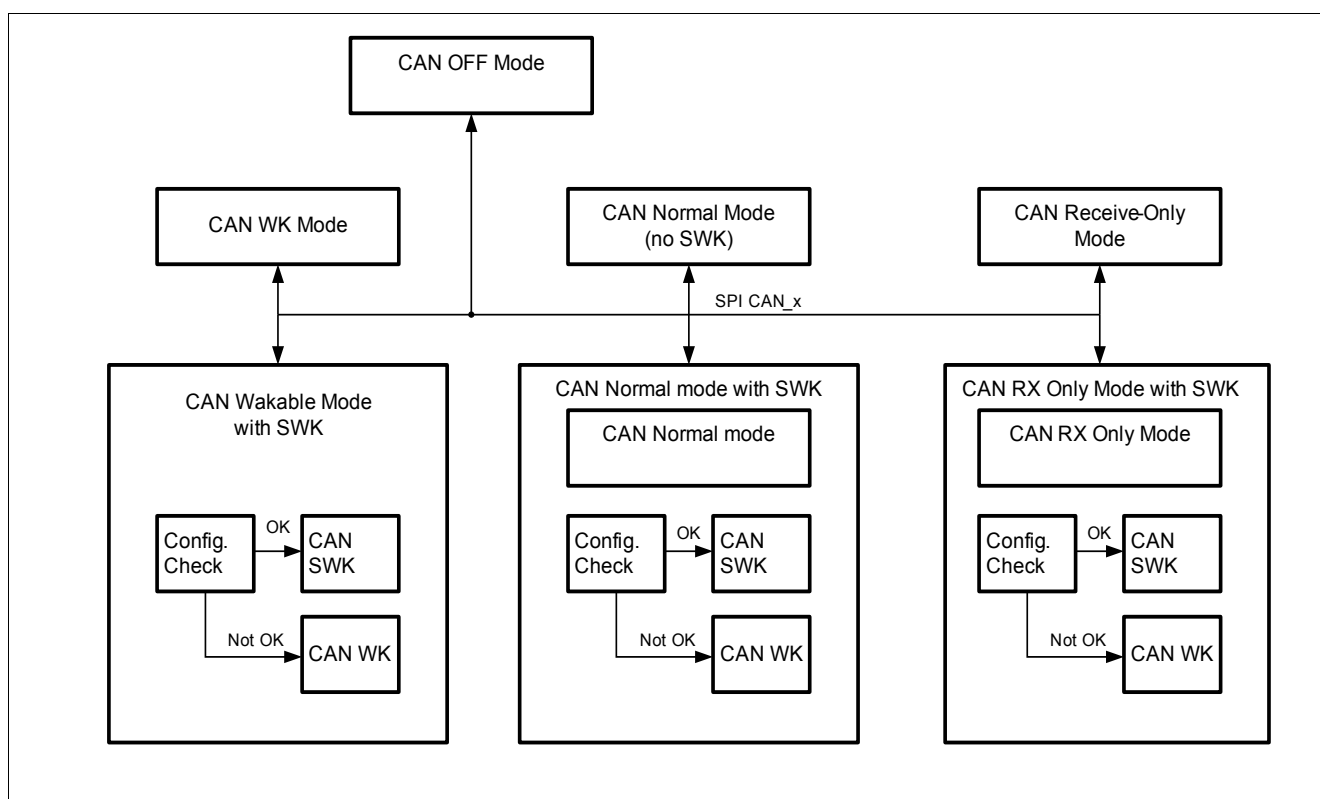 CAN OFF Mode
CAN WK Mode
CAN Normal Mode
(no SWK)
CAN Receive-Only
Mode
SPI CAN_x
CAN Wakable Mode
with SWK
Config.
Check
OK
CAN
SWK
Not OK
CAN WK
CAN Normal mode with SWK
CAN Normal mode
Config.
Check
OK
CAN
SWK
Not OK
CAN WK
CAN RX Only Mode with SWK
CAN RX Only Mode
Config.
Check
OK
CAN
SWK
Not OK
CAN WK